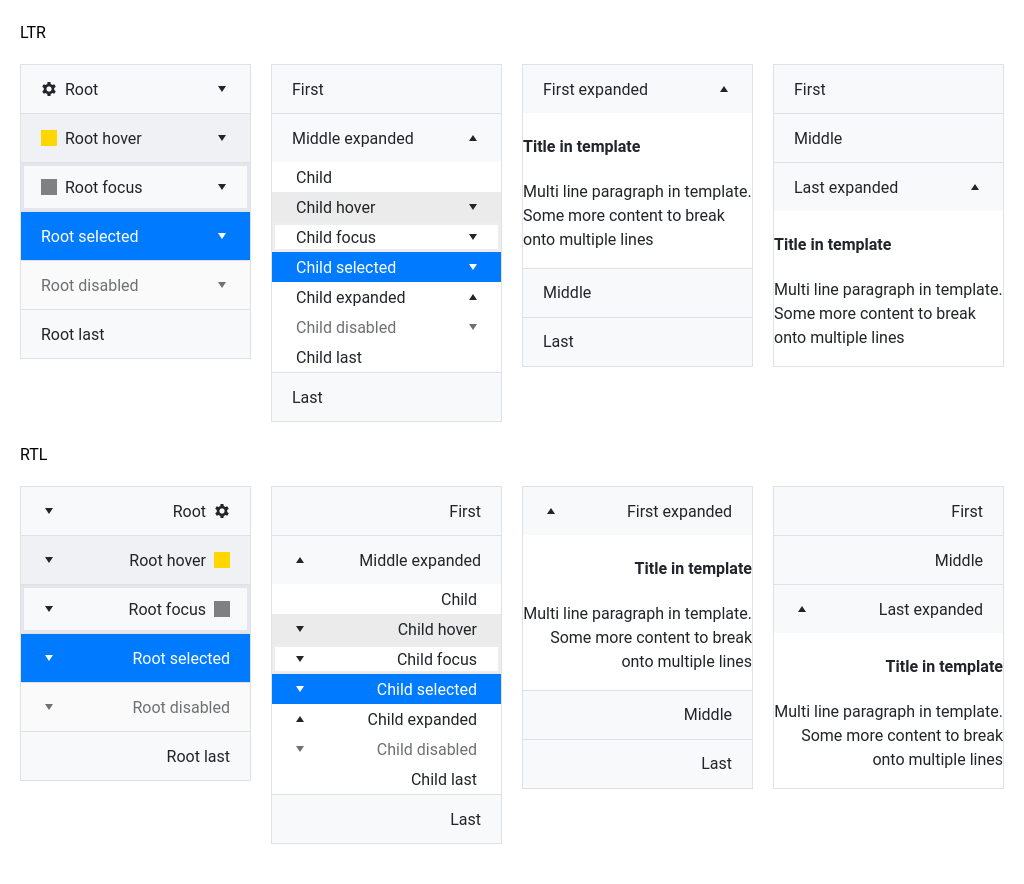 LTR
Root
Root hover
Root focus
Root selected
Root disabled
Root last
First
Middle expanded
Child
Child hover
Child focus
Child selected
Child expanded
Child disabled
Child last
Last
First expanded
Title in template
Multi line paragraph in template.
Some more content to break
onto multiple lines
Middle
Last
First
Middle
Last expanded
Title in template
Multi line paragraph in template.
Some more content to break
onto multiple lines
RTL
Root
Root hover
Root focus
Root selected
Root disabled
Root last
First
Middle expanded
Child
Child hover
Child focus
Child selected
Child expanded
Child disabled
Child last
Last
First expanded
Title in template
Multi line paragraph in template.
Some more content to break
onto multiple lines
Middle
Last
First
Middle
Last expanded
Title in template
Multi line paragraph in template.
Some more content to break
onto multiple lines